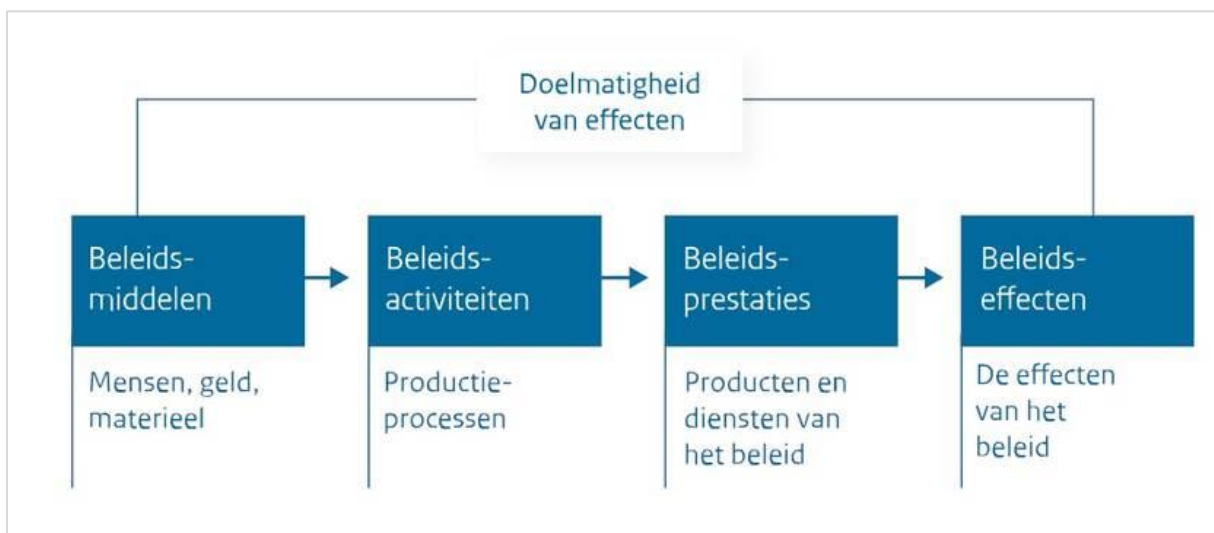 Doelmatigheid
van effecten
Beleids-
middelen
Mensen, geld,
materieel
Beleids-
activiteiten
Productie-
processen
Beleids-
prestaties
Producten en
diensten van
het beleid
Beleids-
effecten
De effecten
van het
beleid